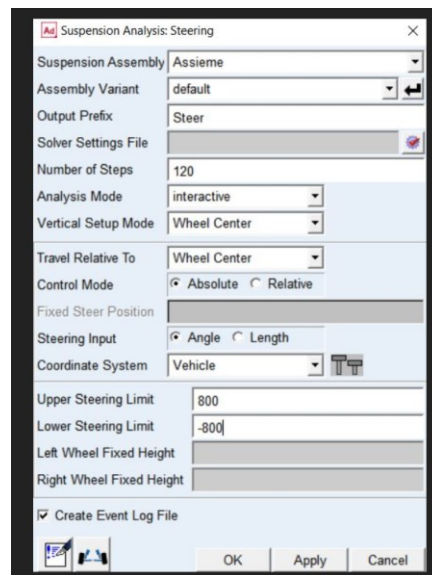 Ad Suspension Analysis: Steering
Suspension Assembly Assieme
Assembly Variant default
Output Prefix Steer
Solver Settings File
Number of Steps 120
Analysis Mode interactive
Vertical Setup Mode Wheel Center
Travel Relative To Wheel Center
Control Mode Absolute Relative
Fixed Steer Position
Steering Input Angle Length
Coordinate System Vehicle
Upper Steering Limit 800
Lower Steering Limit -800
Left Wheel Fixed Height
Right Wheel Fixed Height
Create Event Log File
OK Apply Cancel